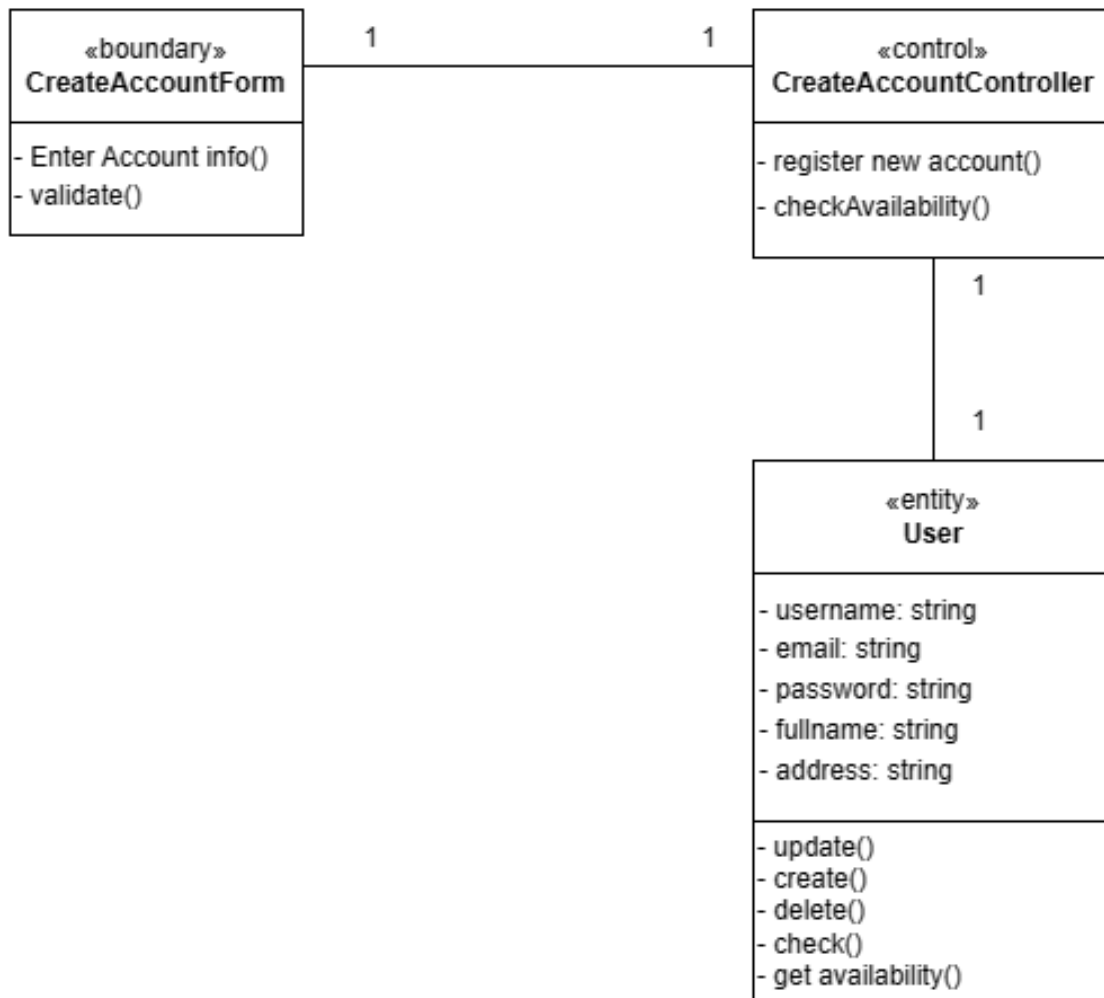 «boundary»
CreateAccountForm
- Enter Account info()
- validate()
1
1
«control»
CreateAccountController
- register new account()
- checkAvailability()
1
1
«entity»
User
- username: string
- email: string
- password: string
- fullname: string
- address: string
- update()
- create()
- delete()
- check()
- get availability()